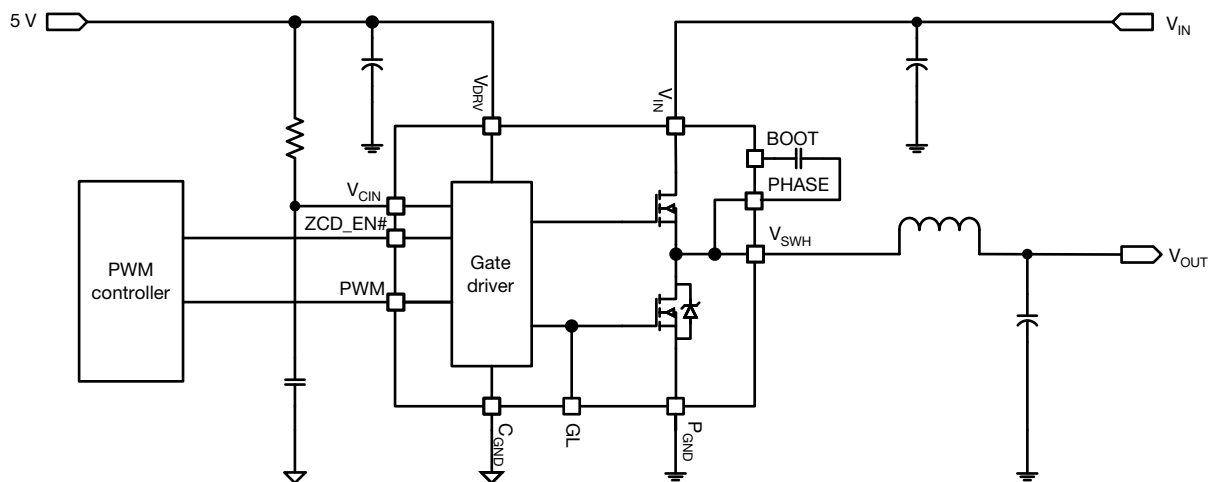 5 V
V_IN
V_DRV
V_IN
BOOT
PHASE
V_CIN
ZCD_EN#
V_SWH
V_OUT
PWM
controller
Gate
driver
PWM
C_GND
GL
P_GND